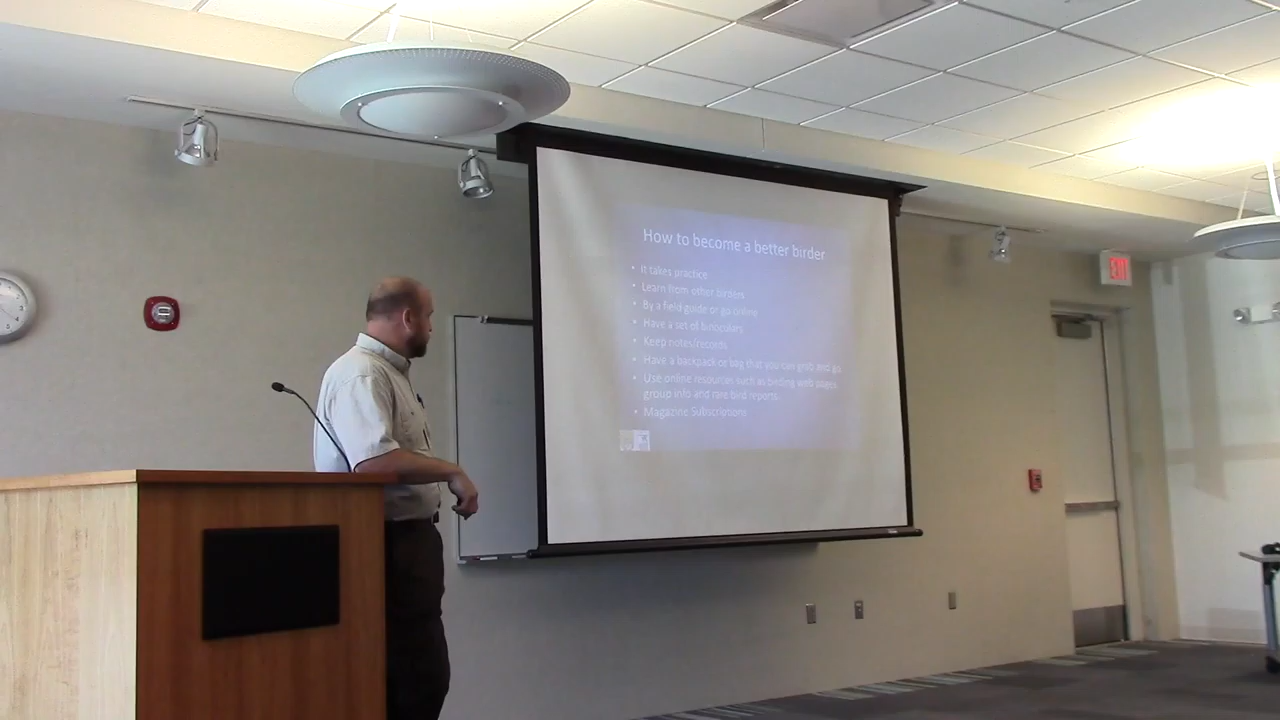 How to become a better birder
• It takes practice
• Learn from other birders
• By a field guide or go online
• Have a set of binoculars
• Keep notes/records
• Have a backpack or bag that you can grab and go
• Use online resources such as birding web pages,
group info and rare bird reports.
• Magazine Subscriptions
EXIT